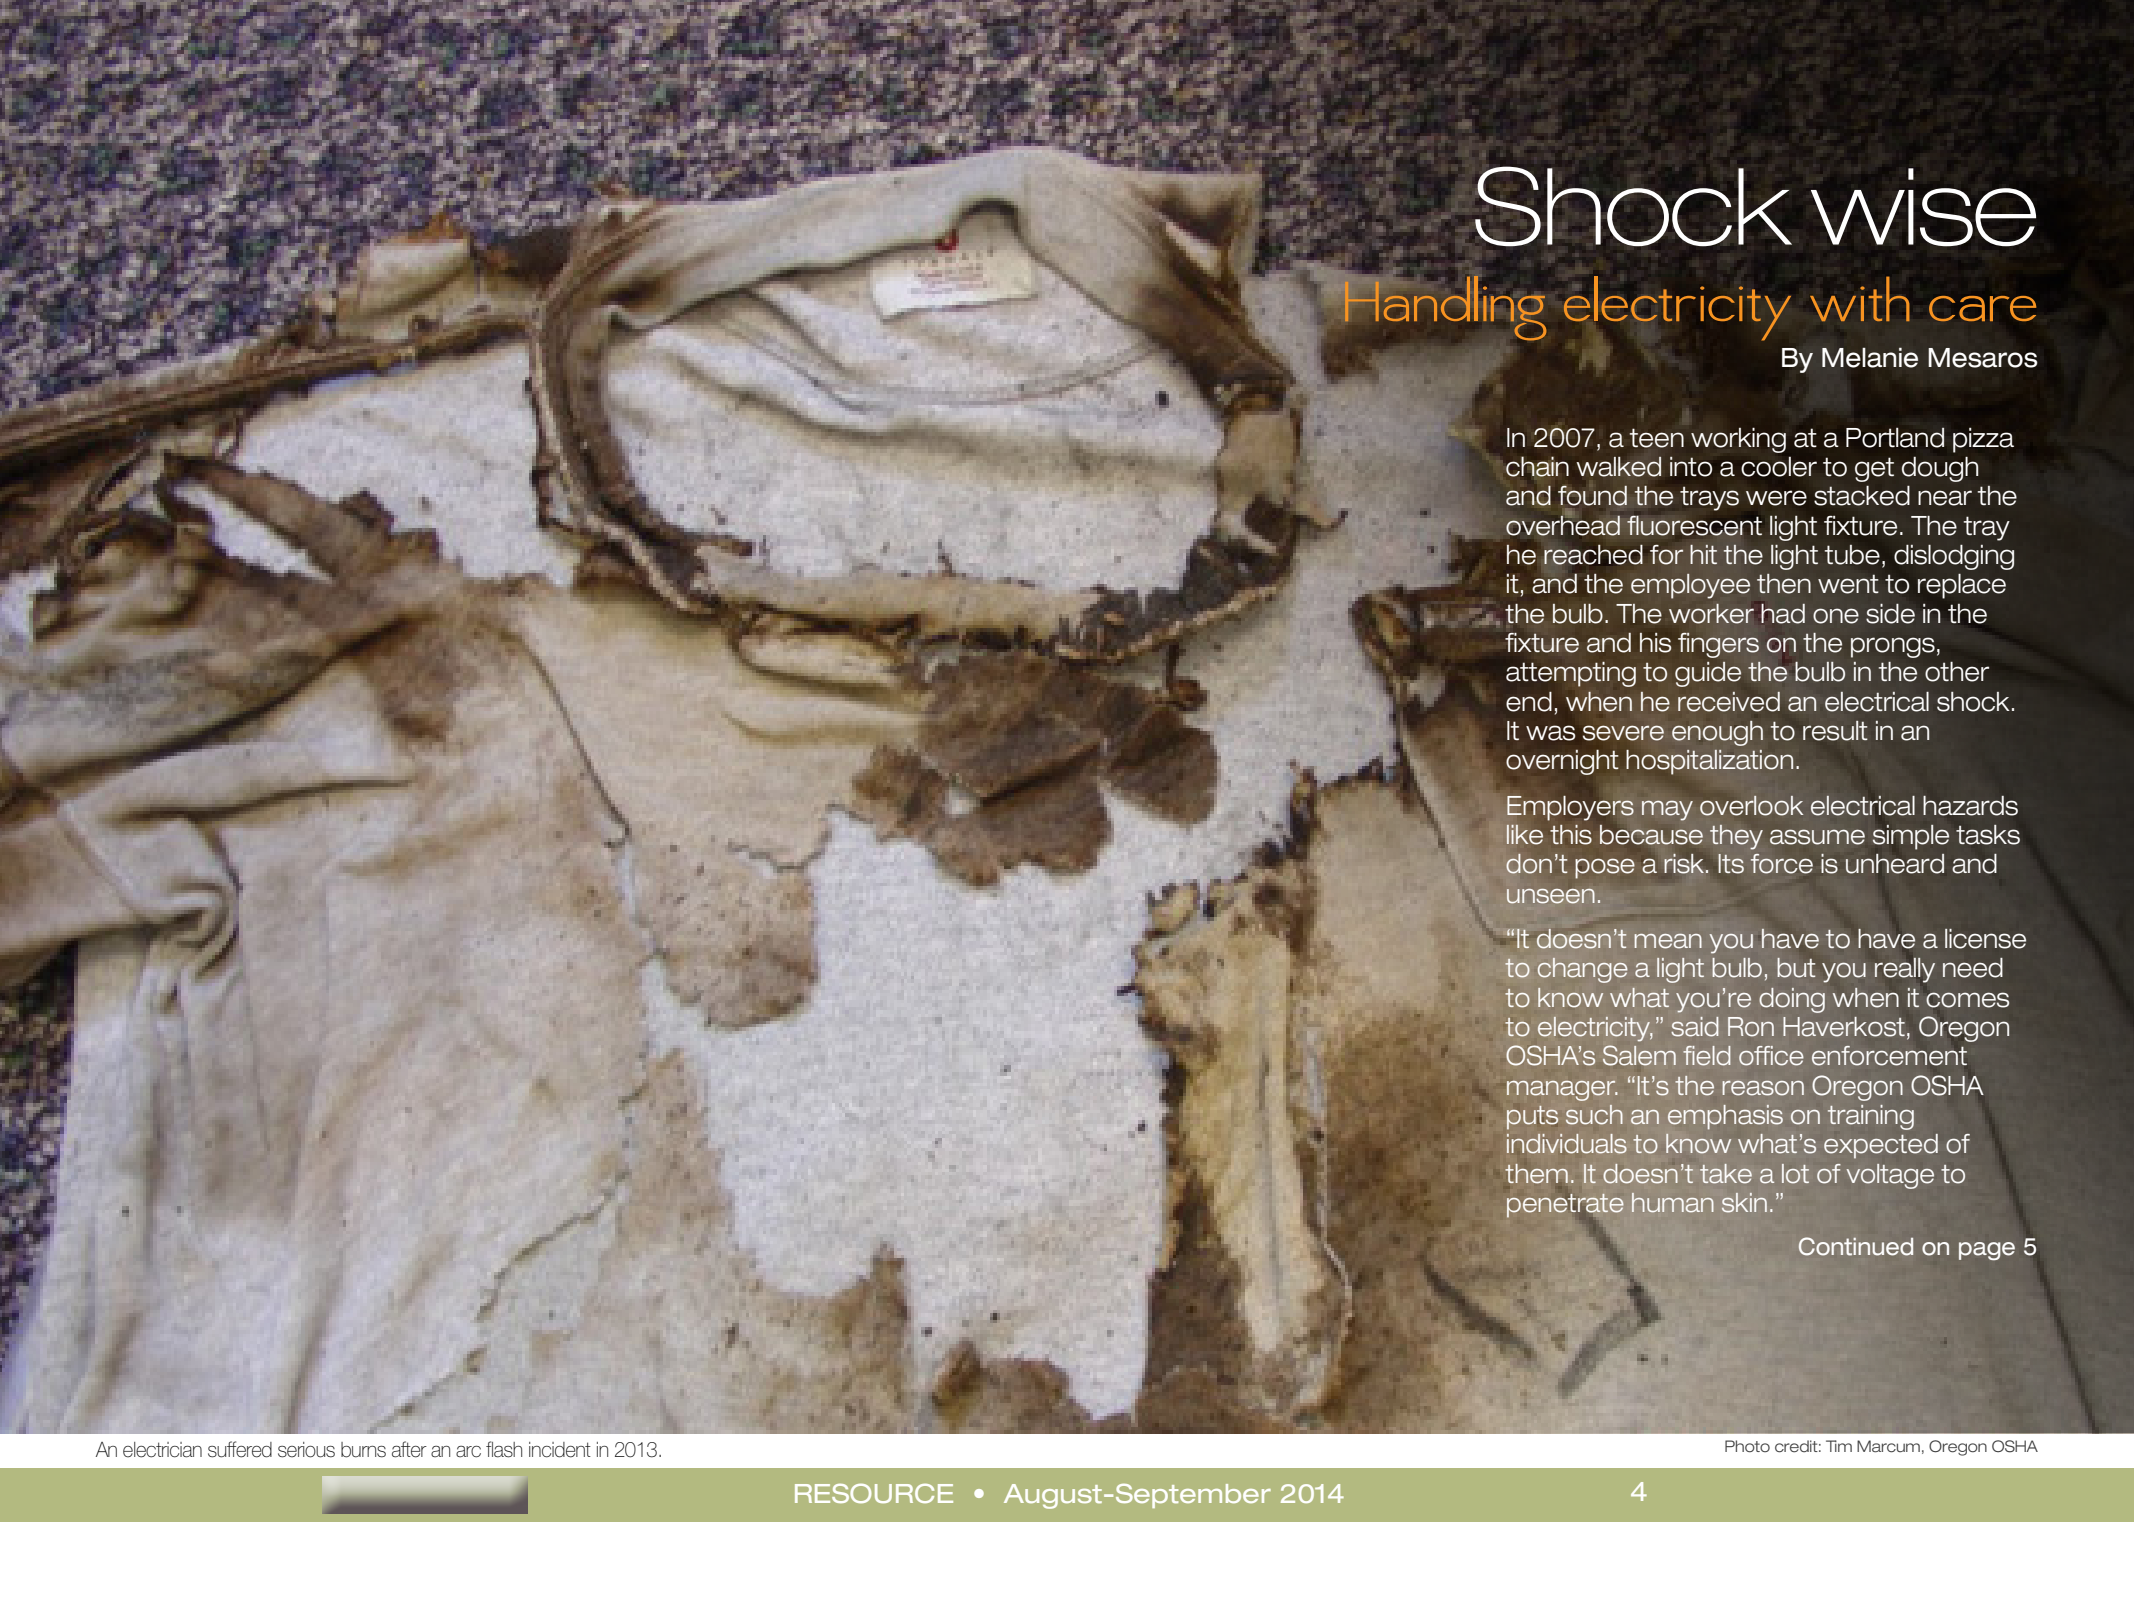 Shock wise
Handling electricity with care
By Melanie Mesaros
In 2007, a teen working at a Portland pizza
chain walked into a cooler to get dough
and found the trays were stacked near the
overhead fluorescent light fixture. The tray
he reached for hit the light tube, dislodging
it, and the employee then went to replace
the bulb. The worker had one side in the
fixture and his fingers on the prongs,
attempting to guide the bulb in the other
end, when he received an electrical shock.
It was severe enough to result in an
overnight hospitalization.
Employers may overlook electrical hazards
like this because they assume simple tasks
don’t pose a risk. Its force is unheard and
unseen.
“It doesn’t mean you have to have a license
to change a light bulb, but you really need
to know what you’re doing when it comes
to electricity,” said Ron Haverkost, Oregon
OSHA’s Salem field office enforcement
manager. “It’s the reason Oregon OSHA
puts such an emphasis on training
individuals to know what’s expected of
them. It doesn’t take a lot of voltage to
penetrate human skin.”
Continued on page 5
An electrician suffered serious burns after an arc flash incident in 2013.
Photo credit: Tim Marcum, Oregon OSHA
RESOURCE • August-September 2014
4